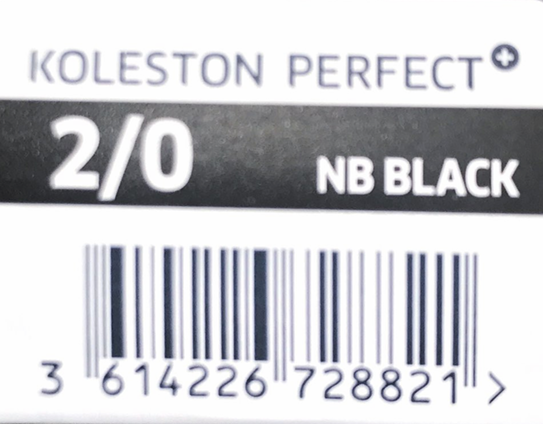 KOLESTON PERFECT+
2/0 NB BLACK
3 614226 728821 >